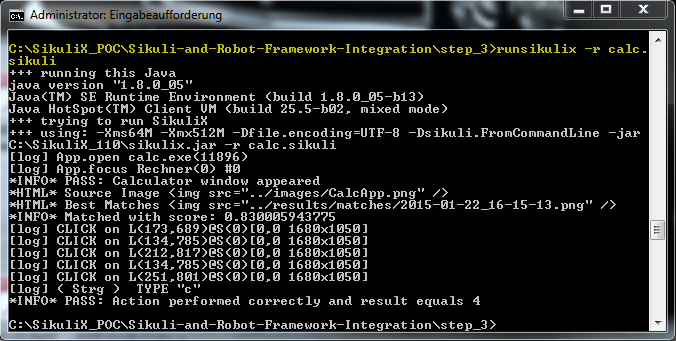 Administrator: Eingabeaufforderung
C:\SikuliX_POC\Sikuli-and-Robot-Framework-Integration\step_3>runsikulix -r calc.
sikuli
+++ running this Java
java version "1.8.0_05"
Java(TM) SE Runtime Environment (build 1.8.0_05-b13)
Java HotSpot(TM) Client VM (build 25.5-b02, mixed mode)
+++ trying to run SikuliX
+++ using: -Xms64M -Xmx512M -Dfile.encoding=UTF-8 -Dsikuli.FromCommandLine -jar
C:\SikuliX_110\sikulix.jar -r calc.sikuli
[log] App.open calc.exe(11896)
[log] App.focus Rechner(0) #0
*INFO* PASS: Calculator window appeared
*HTML* Source Image <img src="../images/CalcApp.png" />
*HTML* Best Matches <img src="../results/matches/2015-01-22_16-15-13.png" />
*INFO* Matched with score: 0.830005943775
[log] CLICK on L(173,689)@S(0)[0,0 1680x1050]
[log] CLICK on L(134,785)@S(0)[0,0 1680x1050]
[log] CLICK on L(212,817)@S(0)[0,0 1680x1050]
[log] CLICK on L(134,785)@S(0)[0,0 1680x1050]
[log] CLICK on L(251,801)@S(0)[0,0 1680x1050]
[log] ( Strg )  TYPE "c"
*INFO* PASS: Action performed correctly and result equals 4
C:\SikuliX_POC\Sikuli-and-Robot-Framework-Integration\step_3>